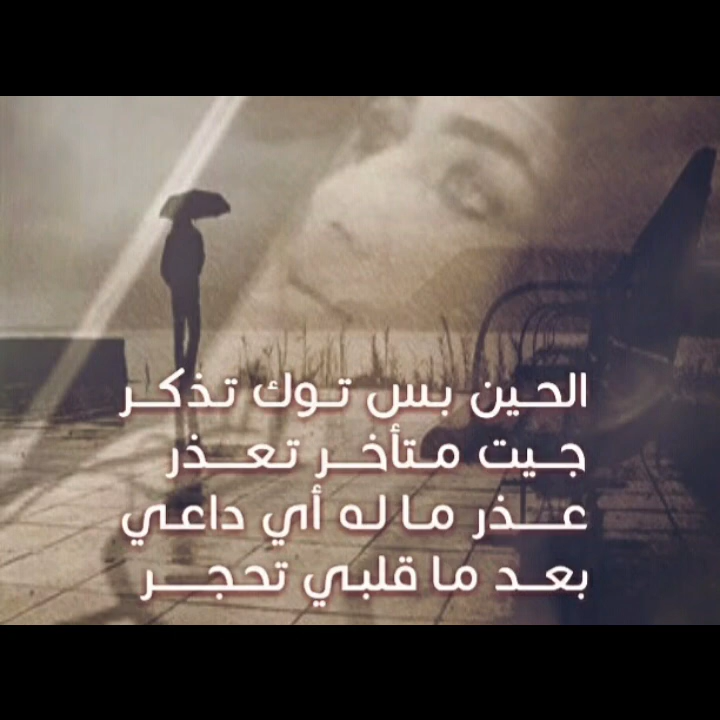 الحين بس توك تذكر
جيت متأخر تعذر
عذر ما له أي داعي
بعد ما قلبي تحجر